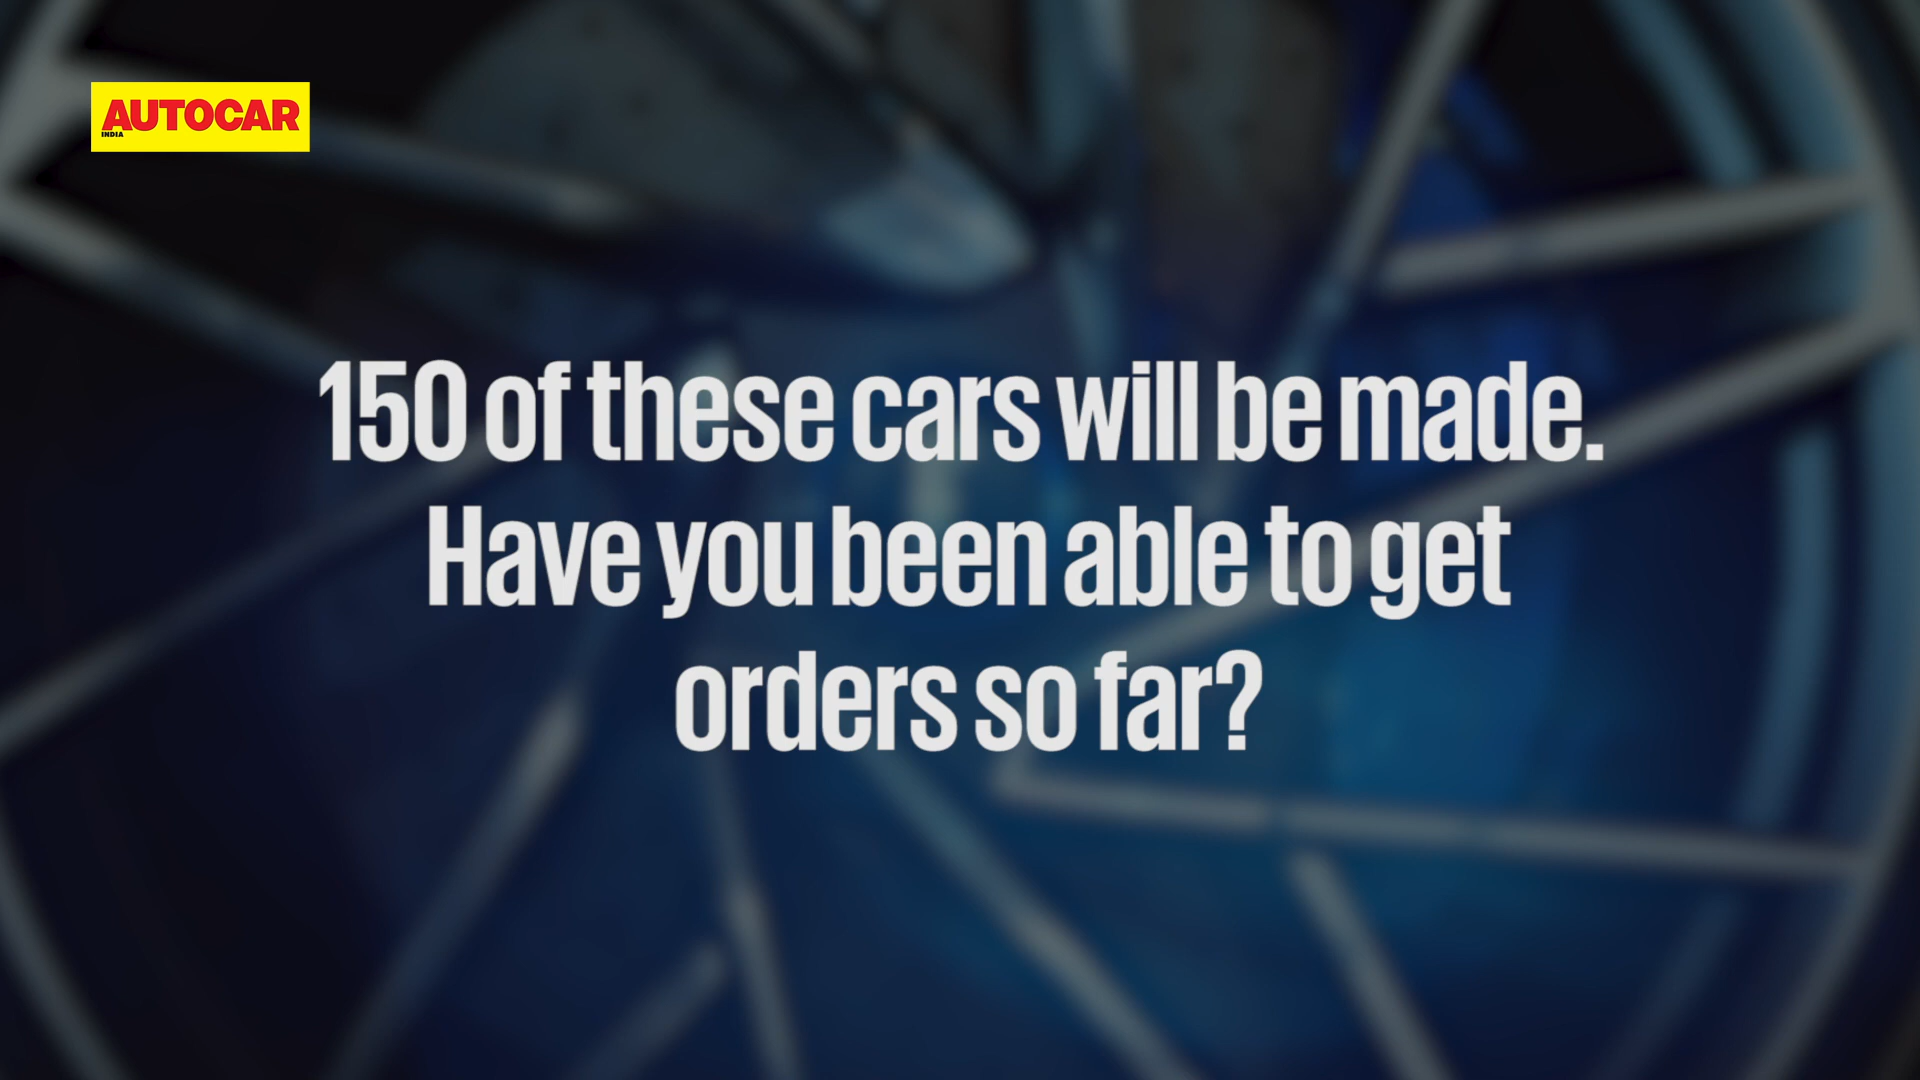 AUTOCAR
INDIA
150 of these cars will be made.
Have you been able to get
orders so far?